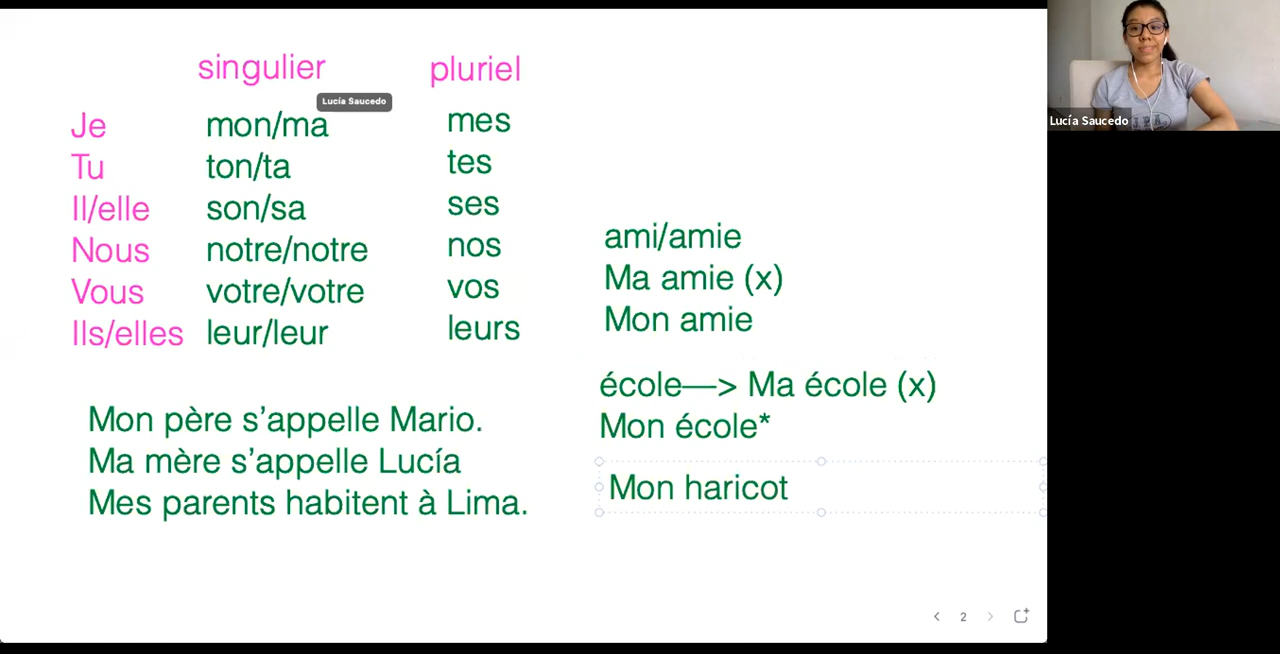 singulier pluriel
Lucía Saucedo
Je mon/ma mes
Tu ton/ta tes
Il/elle son/sa ses
Nous notre/notre nos
Vous votre/votre vos
Ils/elles leur/leur leurs
Mon père s’appelle Mario.
Ma mère s’appelle Lucía
Mes parents habitent à Lima.
ami/amie
Ma amie (x)
Mon amie
école—> Ma école (x)
Mon école*
Mon haricot
2
Lucía Saucedo